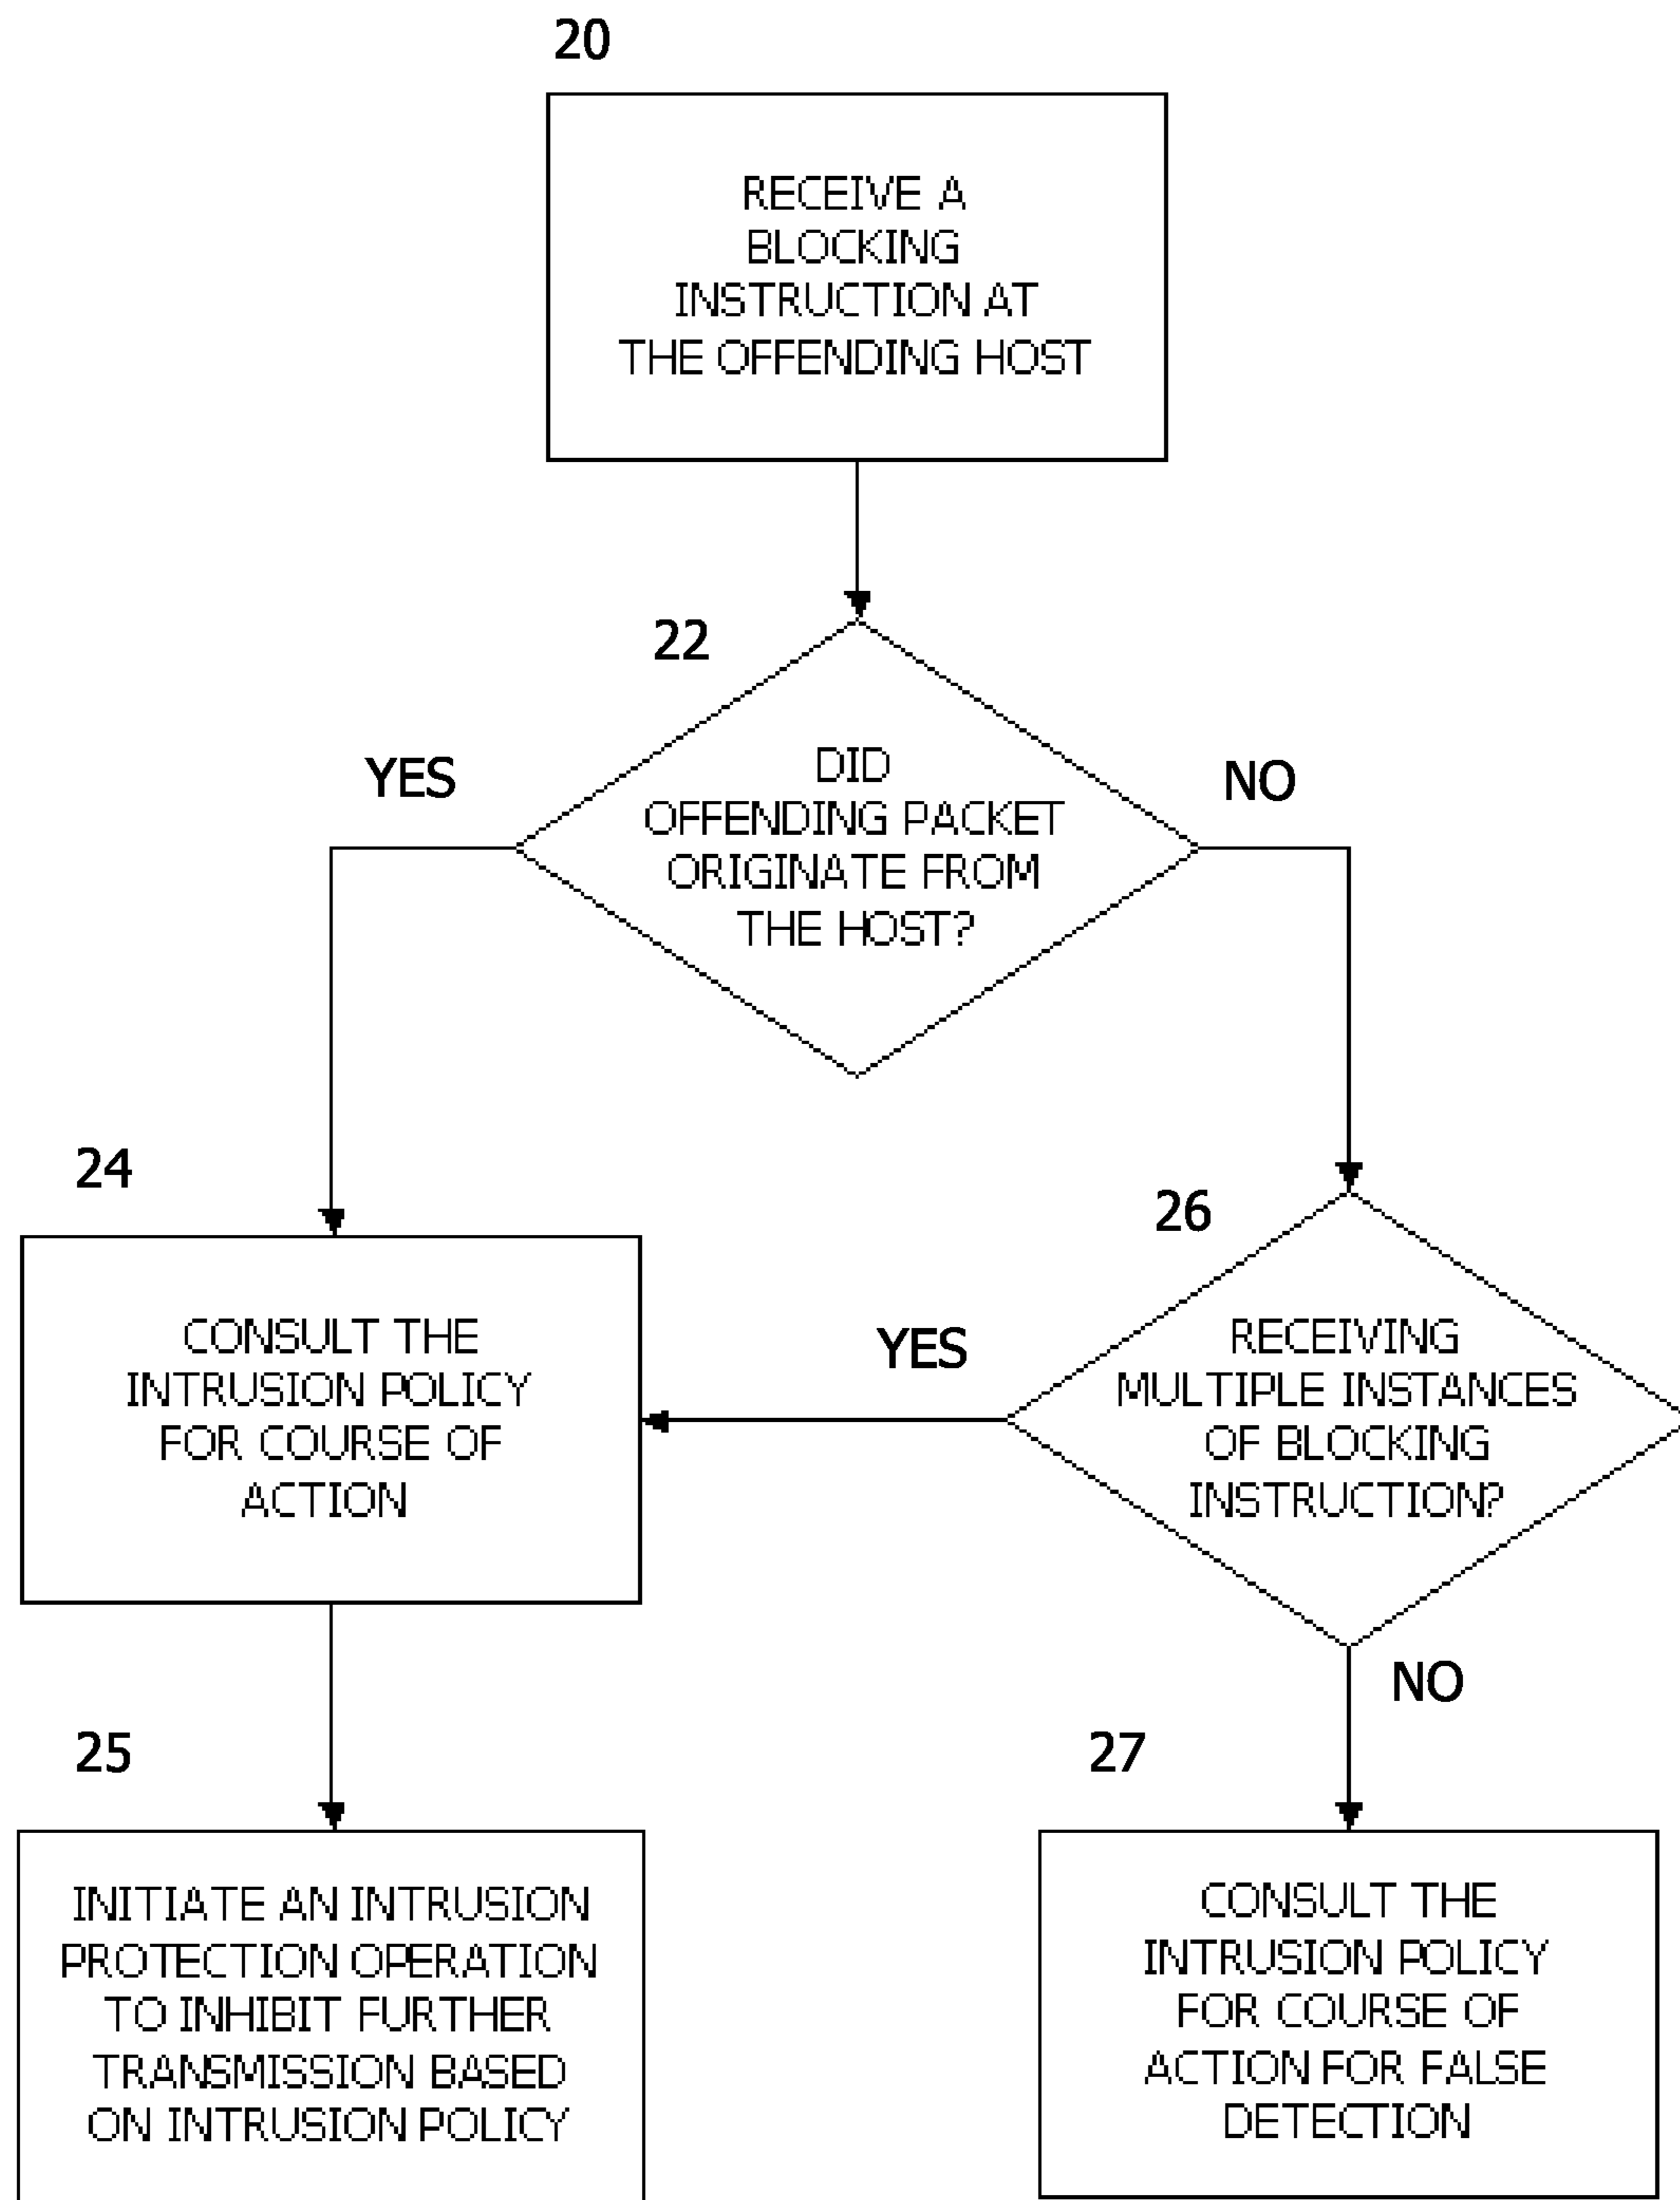 20
RECEIVE A
BLOCKING
INSTRUCTION AT
THE OFFENDING HOST
22
YES
DID
OFFENDING PACKET
ORIGINATE FROM
THE HOST?
NO
24
CONSULT THE
INTRUSION POLICY
FOR COURSE OF
ACTION
26
YES
RECEIVING
MULTIPLE INSTANCES
OF BLOCKING
INSTRUCTION?
NO
25
INITIATE AN INTRUSION
PROTECTION OPERATION
TO INHIBIT FURTHER
TRANSMISSION BASED
ON INTRUSION POLICY
27
CONSULT THE
INTRUSION POLICY
FOR COURSE OF
ACTION FOR FALSE
DETECTION